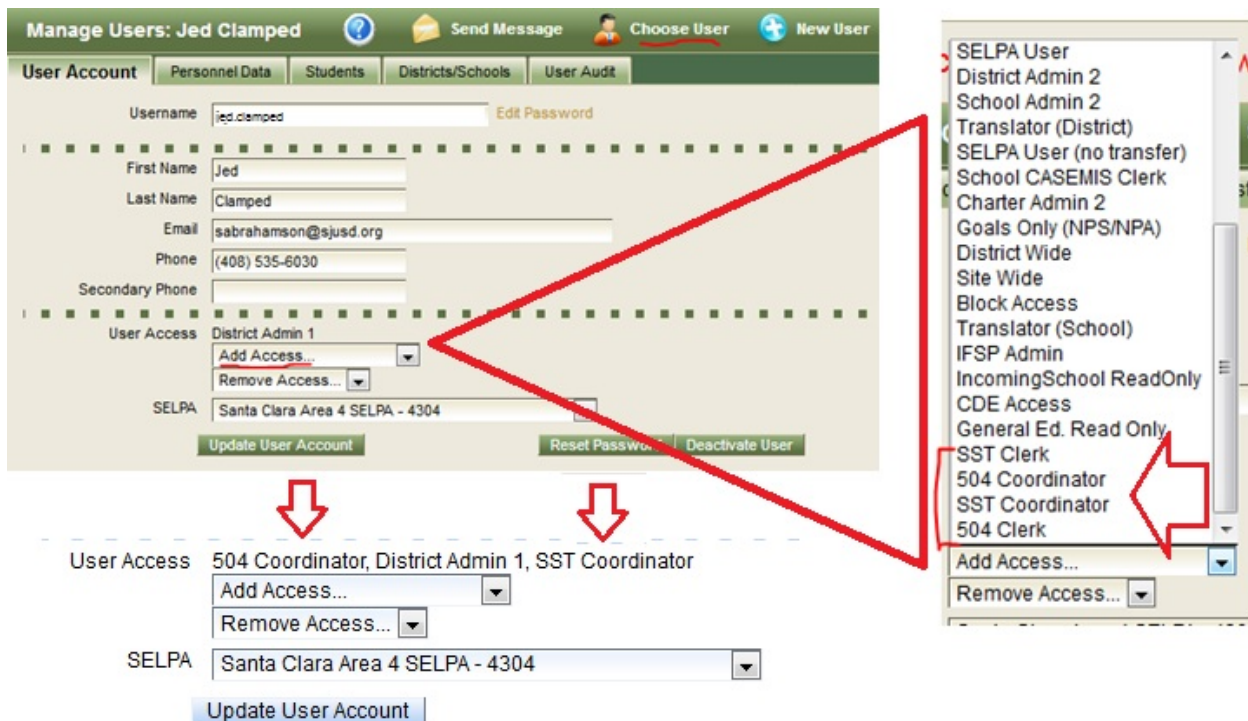 Manage Users: Jed Clamped Send Message Choose User New User
User Account Personnel Data Students Districts/Schools User Audit
Username jed.clamped Edit Password
First Name Jed
Last Name Clamped
Email sabrahamson@sjusd.org
Phone (408) 535-6030
Secondary Phone
User Access District Admin 1
Add Access...
Remove Access...
SELPA Santa Clara Area 4 SELPA - 4304
Update User Account Reset Password Deactivate User
User Access 504 Coordinator, District Admin 1, SST Coordinator
Add Access...
Remove Access...
SELPA Santa Clara Area 4 SELPA - 4304
Update User Account
SELPA User
District Admin 2
School Admin 2
Translator (District)
SELPA User (no transfer)
School CASEMIS Clerk
Charter Admin 2
Goals Only (NPS/NPA)
District Wide
Site Wide
Block Access
Translator (School)
IFSP Admin
IncomingSchool ReadOnly
CDE Access
General Ed. Read Only
SST Clerk
504 Coordinator
SST Coordinator
504 Clerk
Add Access...
Remove Access...